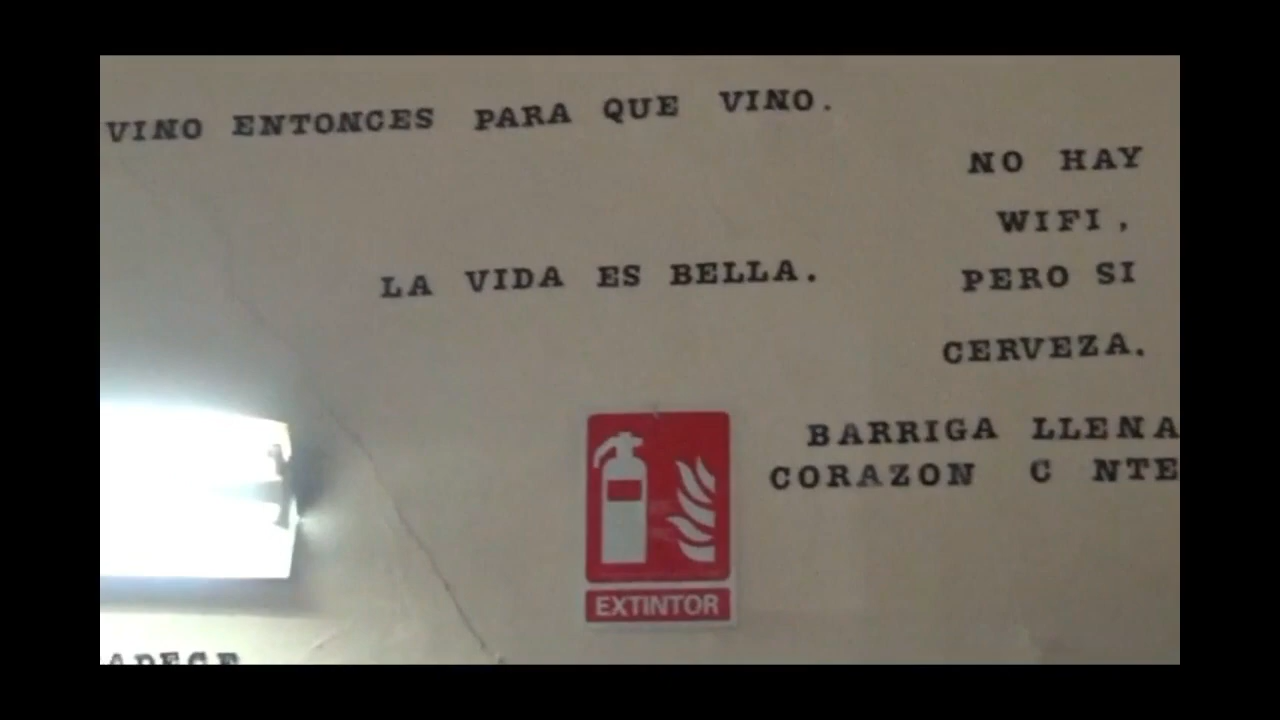 VINO ENTONCES PARA QUE VINO.
NO HAY
WIFI,
PERO SI
CERVEZA.
LA VIDA ES BELLA.
BARRIGA LLENA
CORAZON C NTE
EXTINTOR